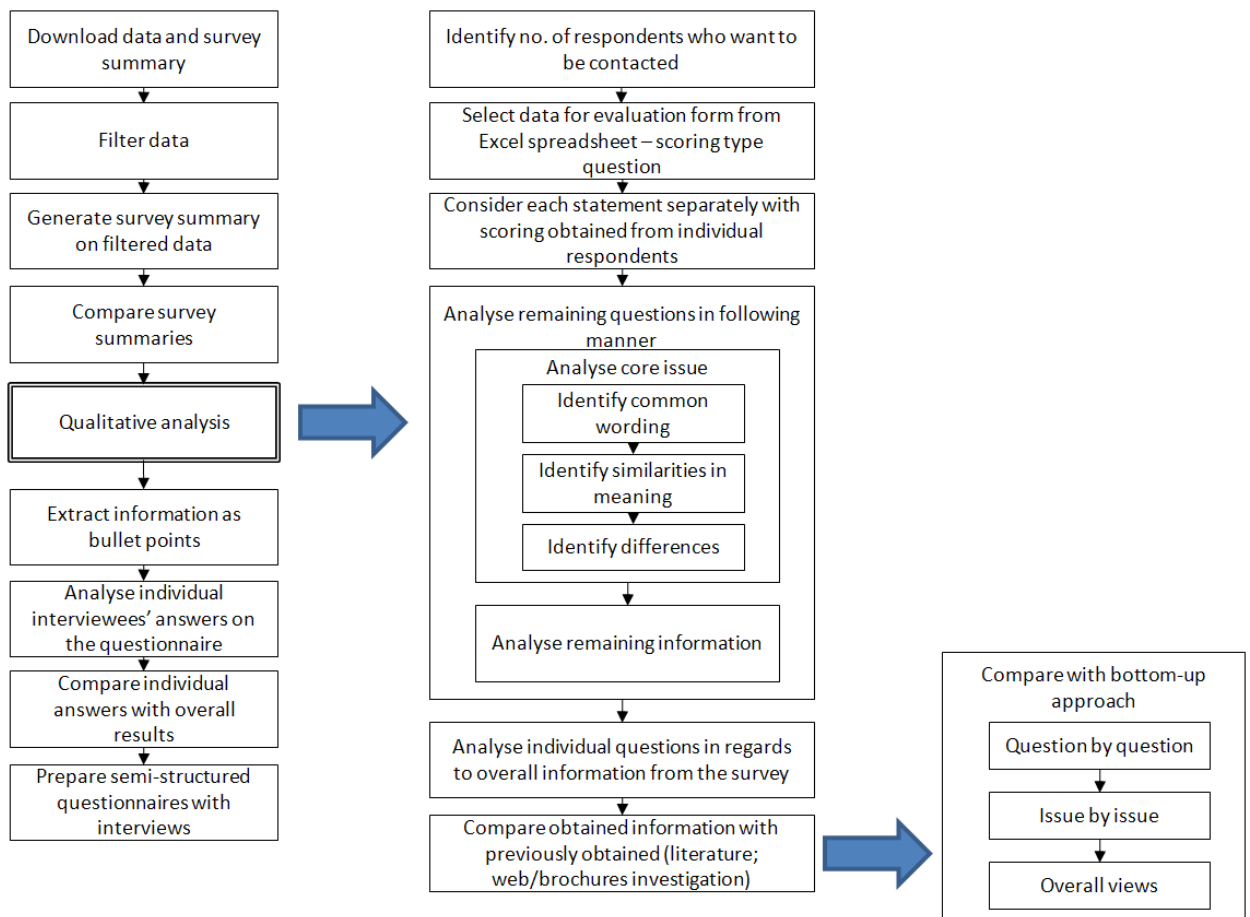 Download data and survey
summary
Filter data
Generate survey summary
on filtered data
Compare survey
summaries
Qualitative analysis
Extract information as
bullet points
Analyse individual
interviewees’ answers on
the questionnaire
Compare individual
answers with overall
results
Prepare semi-structured
questionnaires with
interviews
Identify no. of respondents who want to
be contacted
Select data for evaluation form from
Excel spreadsheet – scoring type
question
Consider each statement separately with
scoring obtained from individual
respondents
Analyse remaining questions in following
manner
Analyse core issue
Identify common
wording
Identify similarities in
meaning
Identify differences
Analyse remaining information
Analyse individual questions in regards
to overall information from the survey
Compare obtained information with
previously obtained (literature;
web/brochures investigation)
Compare with bottom-up
approach
Question by question
Issue by issue
Overall views